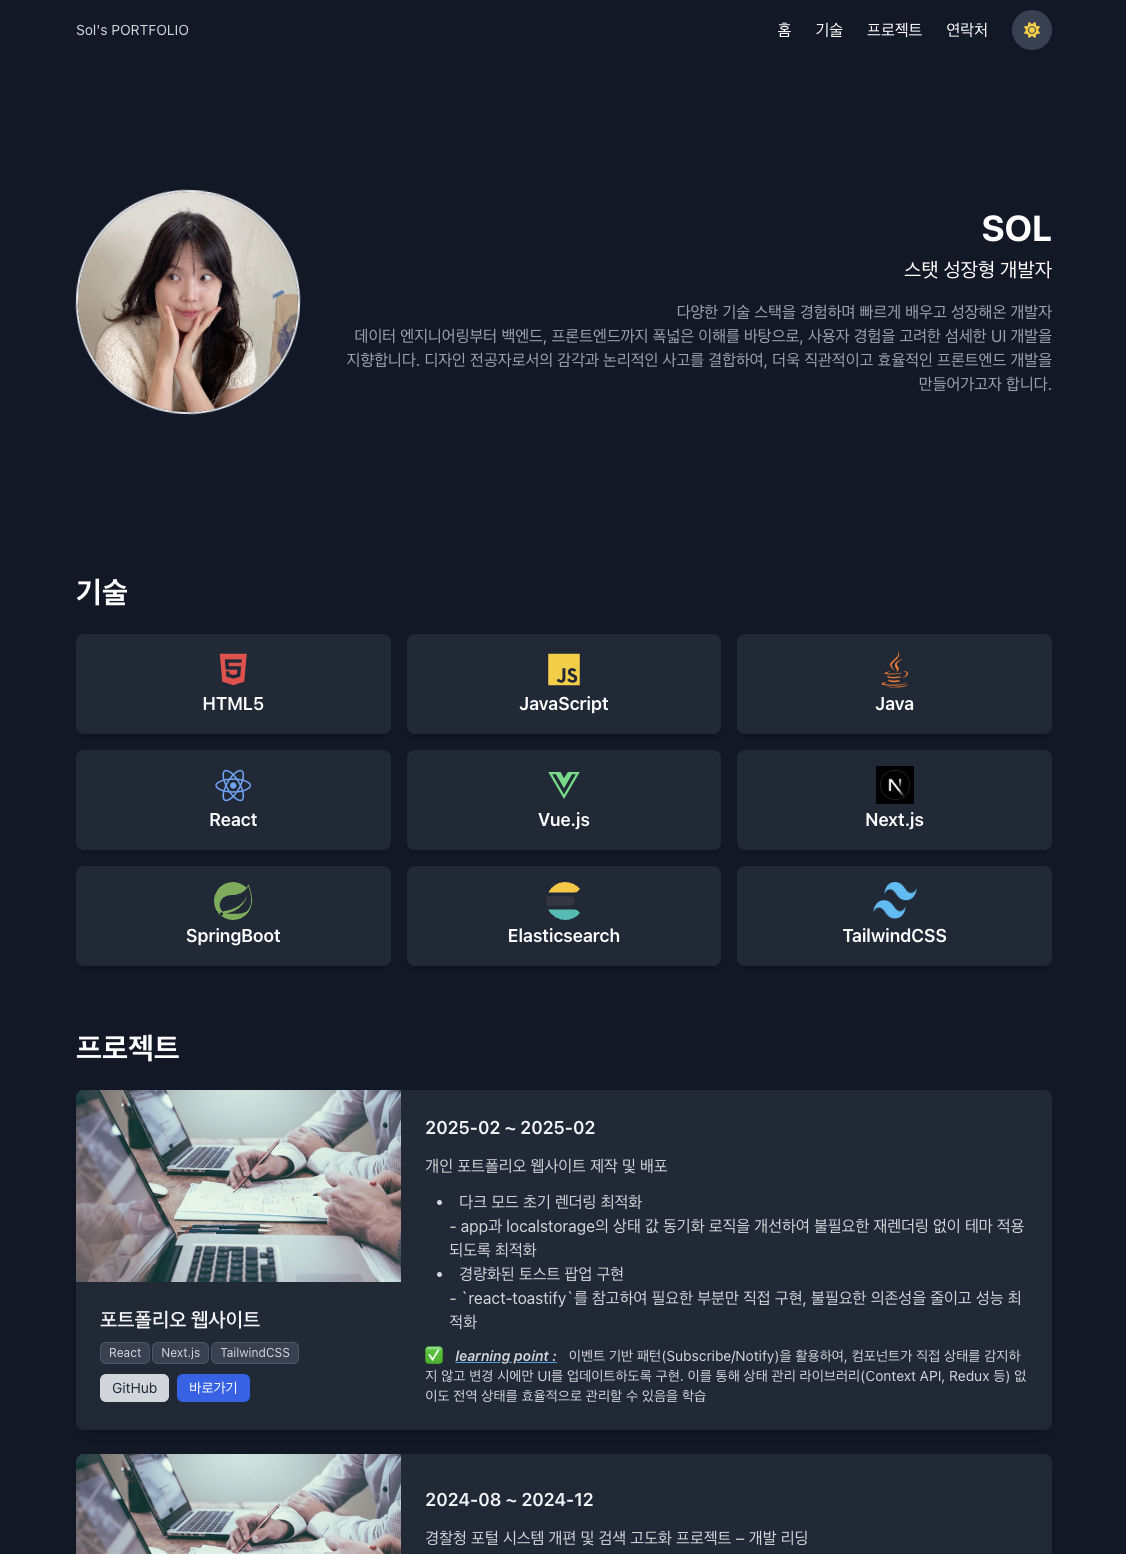 Sol's PORTFOLIO
홈 기술 프로젝트 연락처
SOL
스탯 성장형 개발자
다양한 기술 스택을 경험하며 빠르게 배우고 성장해온 개발자
데이터 엔지니어링부터 백엔드, 프론트엔드까지 폭넓은 이해를 바탕으로, 사용자 경험을 고려한 섬세한 UI 개발을
지향합니다. 디자인 전공자로서의 감각과 논리적인 사고를 결합하여, 더욱 직관적이고 효율적인 프론트엔드 개발을
만들어가고자 합니다.
기술
HTML5
JS
JavaScript
Java
React
Vue.js
N
Next.js
SpringBoot
Elasticsearch
TailwindCSS
프로젝트
포트폴리오 웹사이트
React Next.js TailwindCSS
GitHub 바로가기
2025-02 ~ 2025-02
개인 포트폴리오 웹사이트 제작 및 배포
• 다크 모드 초기 렌더링 최적화
- app과 localstorage의 상태 값 동기화 로직을 개선하여 불필요한 재렌더링 없이 테마 적용
되도록 최적화
• 경량화된 토스트 팝업 구현
- `react-toastify`를 참고하여 필요한 부분만 직접 구현, 불필요한 의존성을 줄이고 성능 최
적화
✅ learning point : 이벤트 기반 패턴(Subscribe/Notify)을 활용하여, 컴포넌트가 직접 상태를 감지하
지 않고 변경 시에만 UI를 업데이트하도록 구현. 이를 통해 상태 관리 라이브러리(Context API, Redux 등) 없
이도 전역 상태를 효율적으로 관리할 수 있음을 학습
2024-08 ~ 2024-12
경찰청 포털 시스템 개편 및 검색 고도화 프로젝트 – 개발 리딩